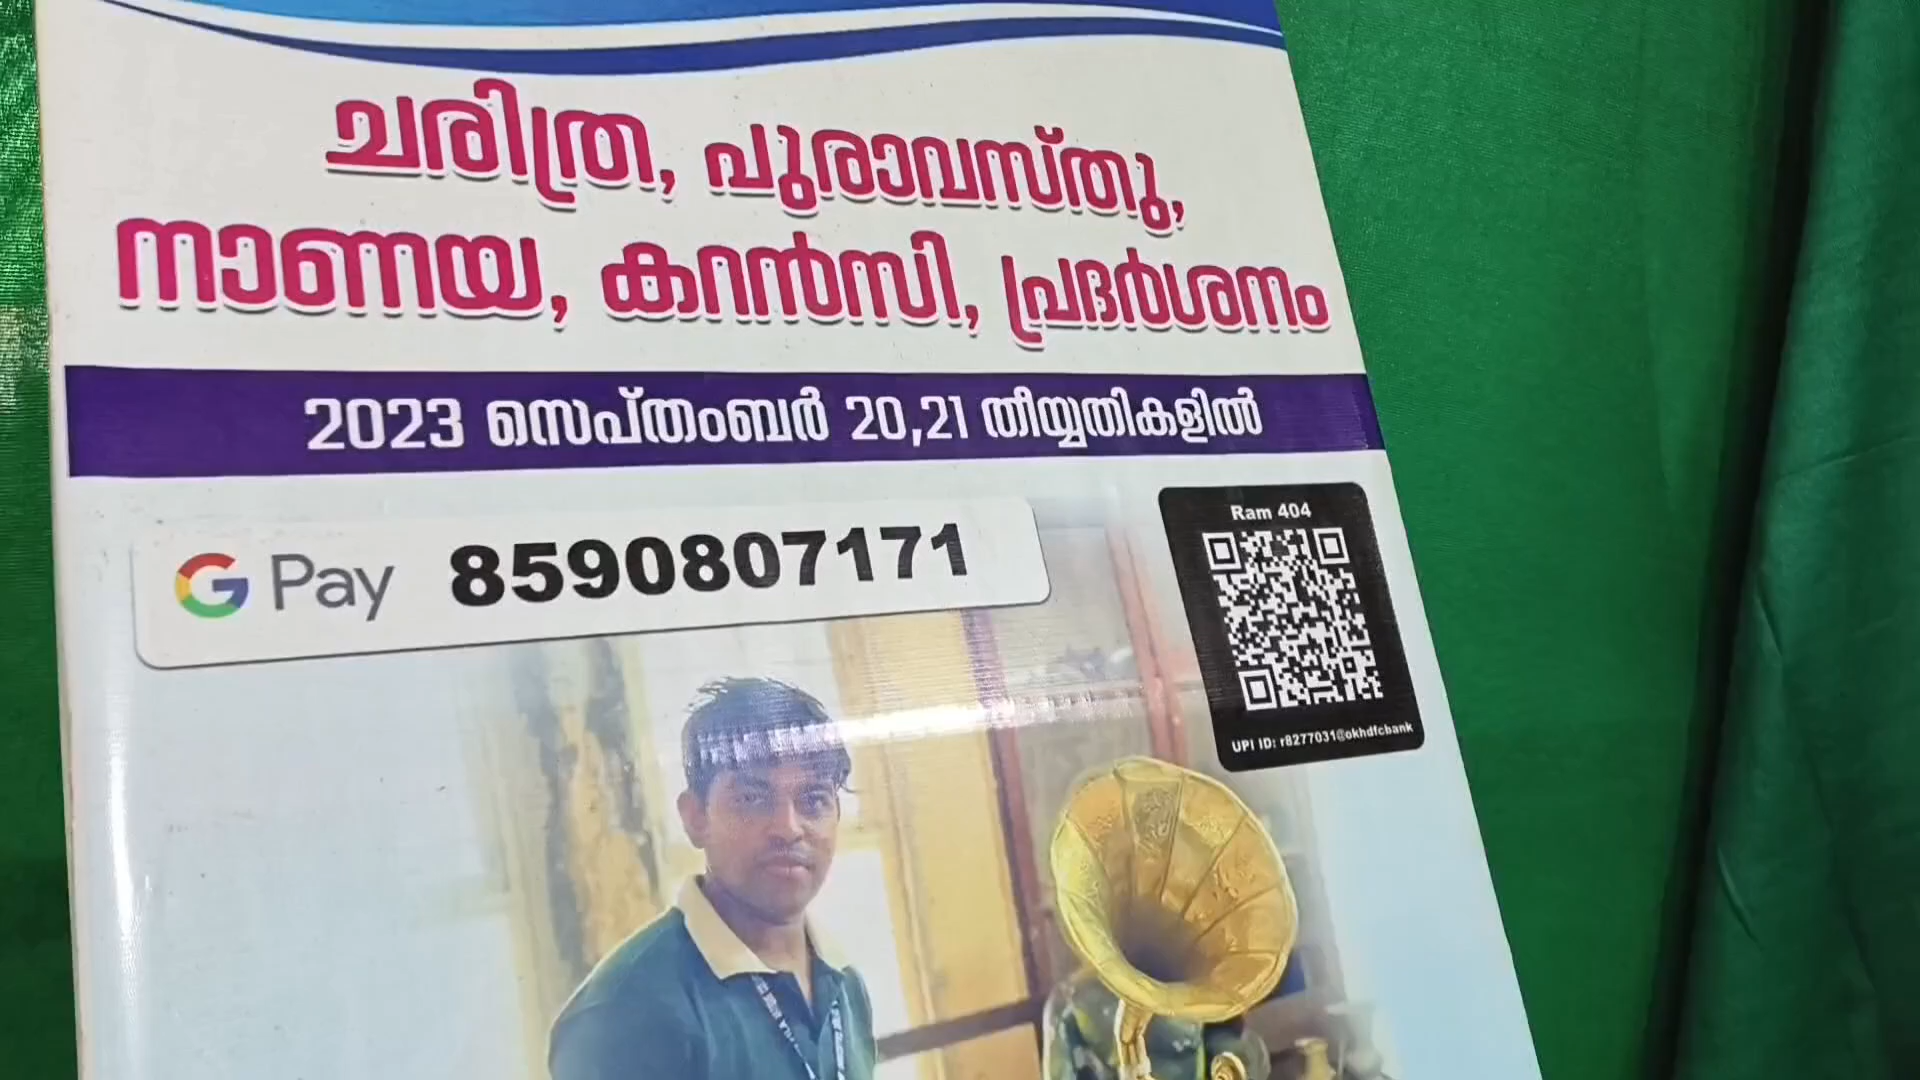 ചരിത്ര, പുരാവസ്തു,
നാണയ, കറൻസി, പ്രദർശനം
2023 സെപ്തംബർ 20,21 തീയ്യതികളിൽ
G Pay 8590807171
Ram 404
UPI ID: r8277031@okhdfcbank